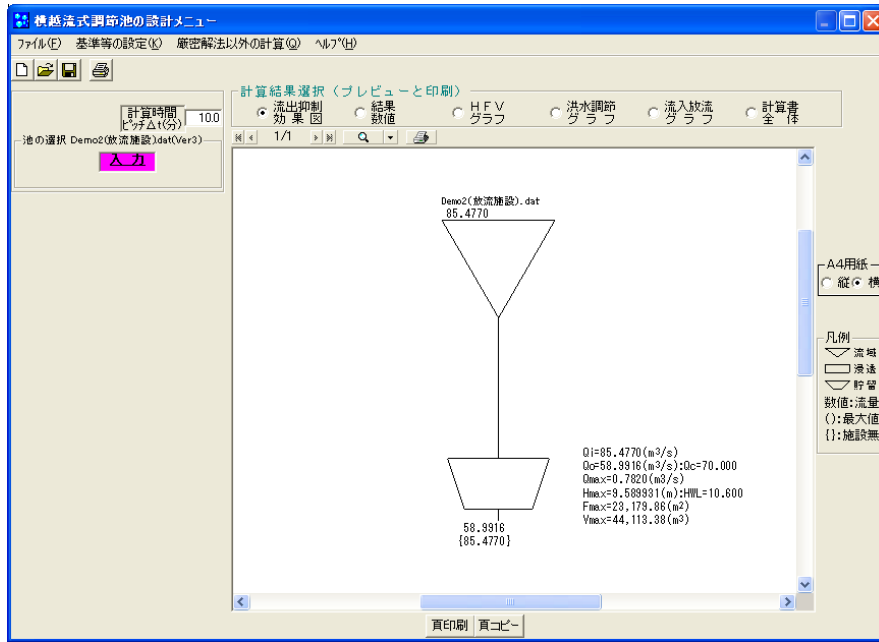 横越流式調節池の設計メニュー
ファイル(F) 基準等の設定(K) 厳密解法以外の計算(Q) ヘルプ(H)
計算時間
ピッチΔt(分) 10.0
池の選択 Demo2(放流施設).dat(Ver3)
入 力
計算結果選択（プレビューと印刷）
流出抑制
効 果 図
結果
数値
ＨＦＶ
グラフ
洪水調節
グ ラ フ
流入放流
グ ラ フ
計算書
全 体
1/1
Demo2(放流施設).dat
85.4770
Qi=85.4770(m3/s)
Qo=58.9916(m3/s):Qc=70.000
Qmax=0.7820(m3/s)
Hmax=9.589931(m):HWL=10.600
Fmax=23,179.86(m2)
Vmax=44,113.38(m3)
58.9916
{85.4770}
A4用紙
縦 横
凡例
流域
浸透
貯留
数値:流量
():最大値
{}:施設無
頁印刷 頁コピー